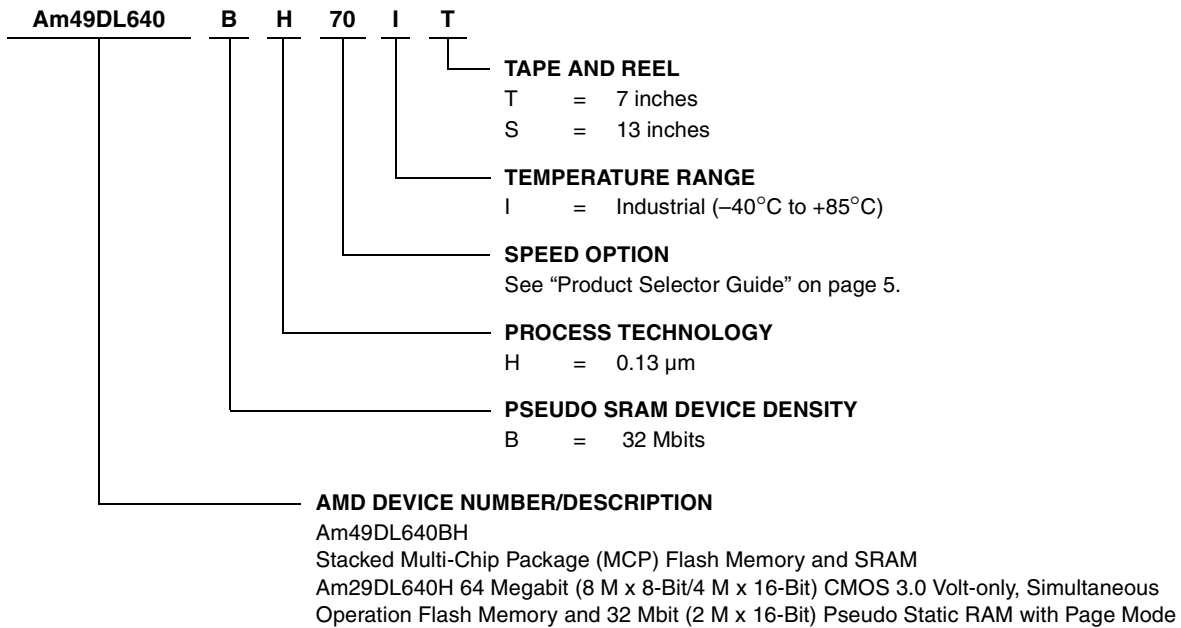 Am49DL640 B H 70 I T
TAPE AND REEL
T = 7 inches
S = 13 inches
TEMPERATURE RANGE
I = Industrial (–40°C to +85°C)
SPEED OPTION
See “Product Selector Guide” on page 5.
PROCESS TECHNOLOGY
H = 0.13 µm
PSEUDO SRAM DEVICE DENSITY
B = 32 Mbits
AMD DEVICE NUMBER/DESCRIPTION
Am49DL640BH
Stacked Multi-Chip Package (MCP) Flash Memory and SRAM
Am29DL640H 64 Megabit (8 M x 8-Bit/4 M x 16-Bit) CMOS 3.0 Volt-only, Simultaneous
Operation Flash Memory and 32 Mbit (2 M x 16-Bit) Pseudo Static RAM with Page Mode